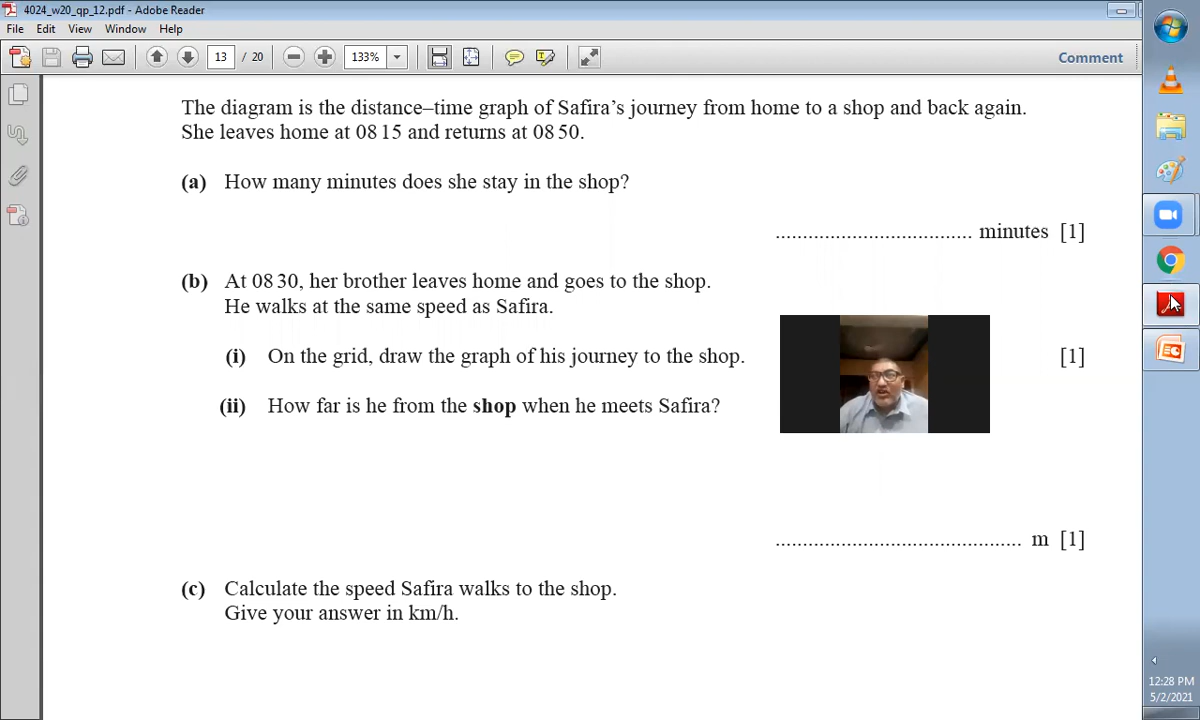 4024_w20_qp_12.pdf - Adobe Reader
File Edit View Window Help
13 / 20 133% Comment
The diagram is the distance–time graph of Safira’s journey from home to a shop and back again.
She leaves home at 08 15 and returns at 08 50.
(a) How many minutes does she stay in the shop?
.................................... minutes [1]
(b) At 08 30, her brother leaves home and goes to the shop.
He walks at the same speed as Safira.
(i) On the grid, draw the graph of his journey to the shop. [1]
(ii) How far is he from the shop when he meets Safira?
............................................. m [1]
(c) Calculate the speed Safira walks to the shop.
Give your answer in km/h.
12:28 PM
5/2/2021